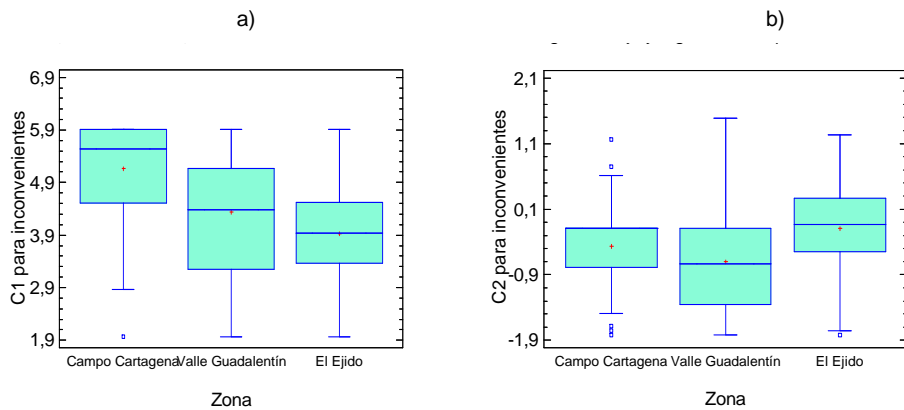 a)
b)
6,9
5,9
4,9
3,9
2,9
1,9
C1 para inconvenientes
Campo Cartagena Valle Guadalentín El Ejido
Zona
2,1
1,1
0,1
-0,9
-1,9
C2 para inconvenientes
Campo Cartagena Valle Guadalentín El Ejido
Zona